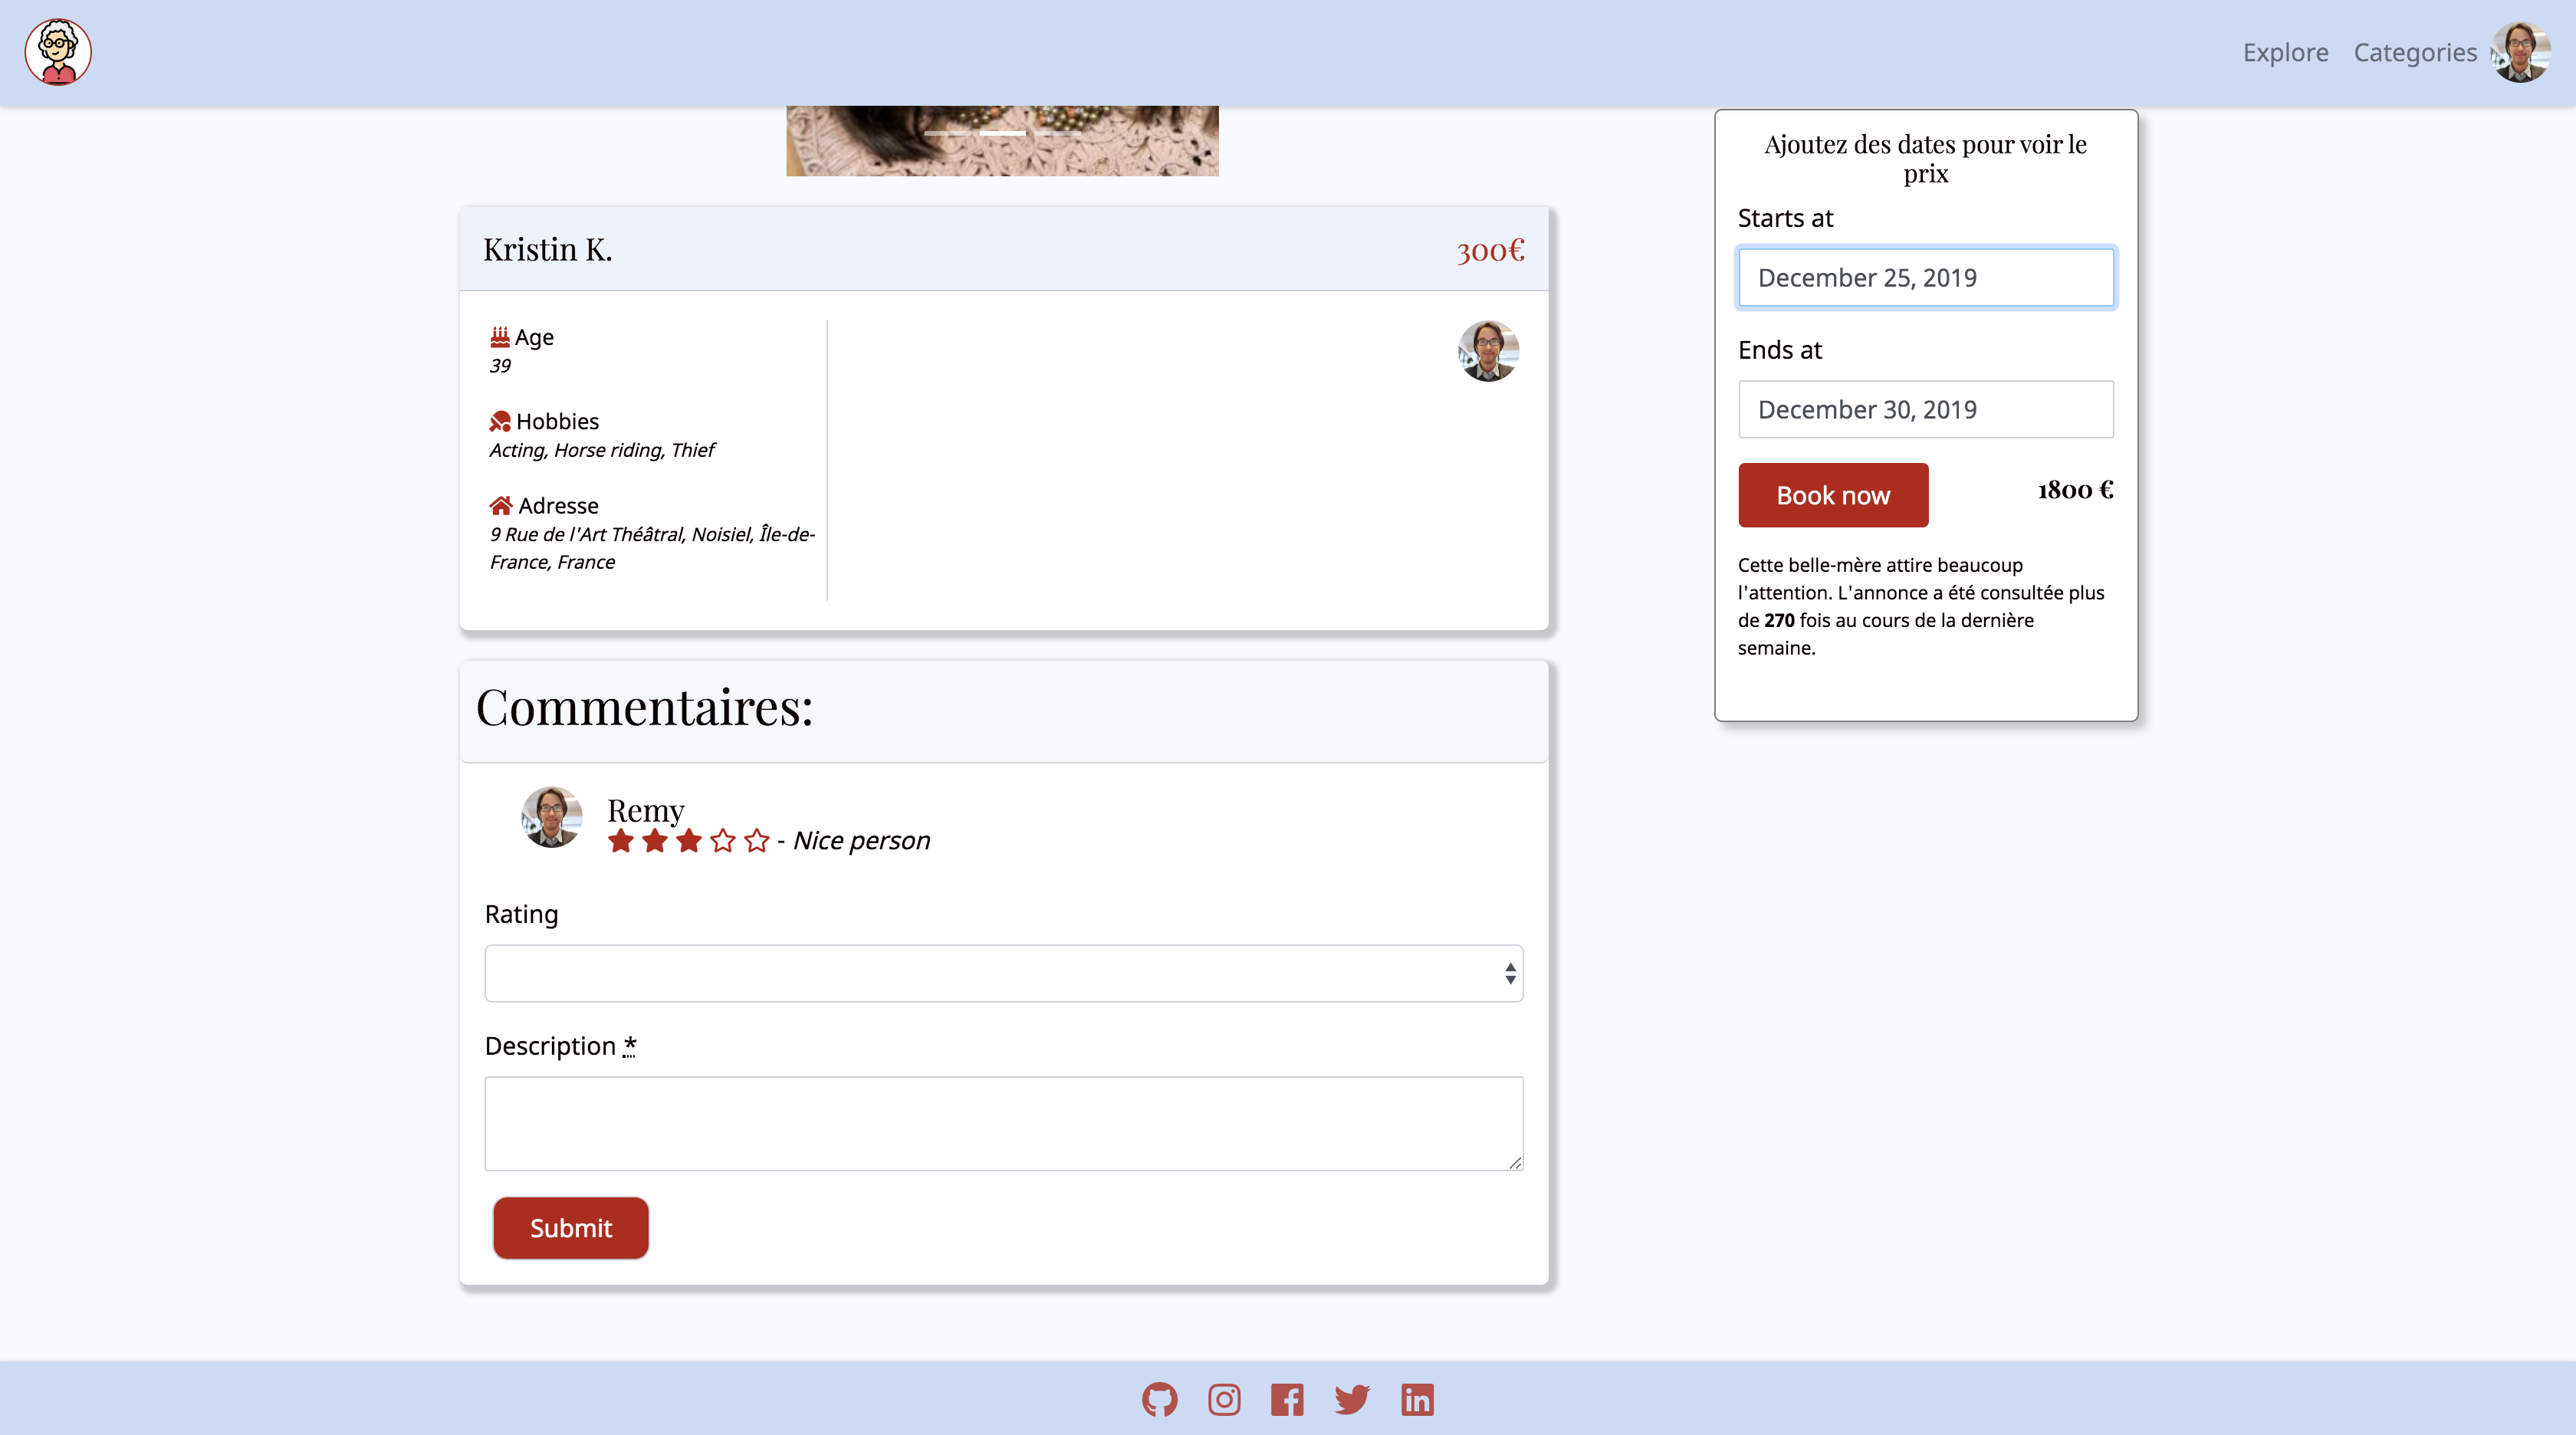 Explore Categories
Kristin K. 300€
Age
39
Hobbies
Acting, Horse riding, Thief
Adresse
9 Rue de l'Art Théâtral, Noisiel, Île-de-
France, France
Commentaires:
Remy
- Nice person
Rating
Description *
Submit
Ajoutez des dates pour voir le
prix
Starts at
December 25, 2019
Ends at
December 30, 2019
Book now 1800 €
Cette belle-mère attire beaucoup
l'attention. L'annonce a été consultée plus
de 270 fois au cours de la dernière
semaine.